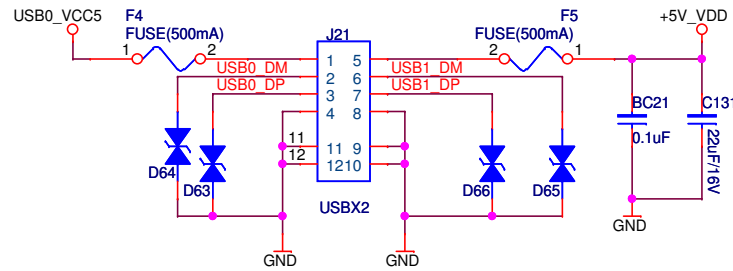 USB0_VCC5
F4
F5
+5V_VDD
FUSE(500mA)
J21
FUSE(500mA)
1
2
1
5
2
1
USB0_DM
2
6
USB1_DM
USB0_DP
3
7
USB1_DP
4
8
BC21
C131
0.1uF
22uF/16V
11
11
9
12
12
10
D64
D63
D66
D65
USBX2
GND
GND
GND